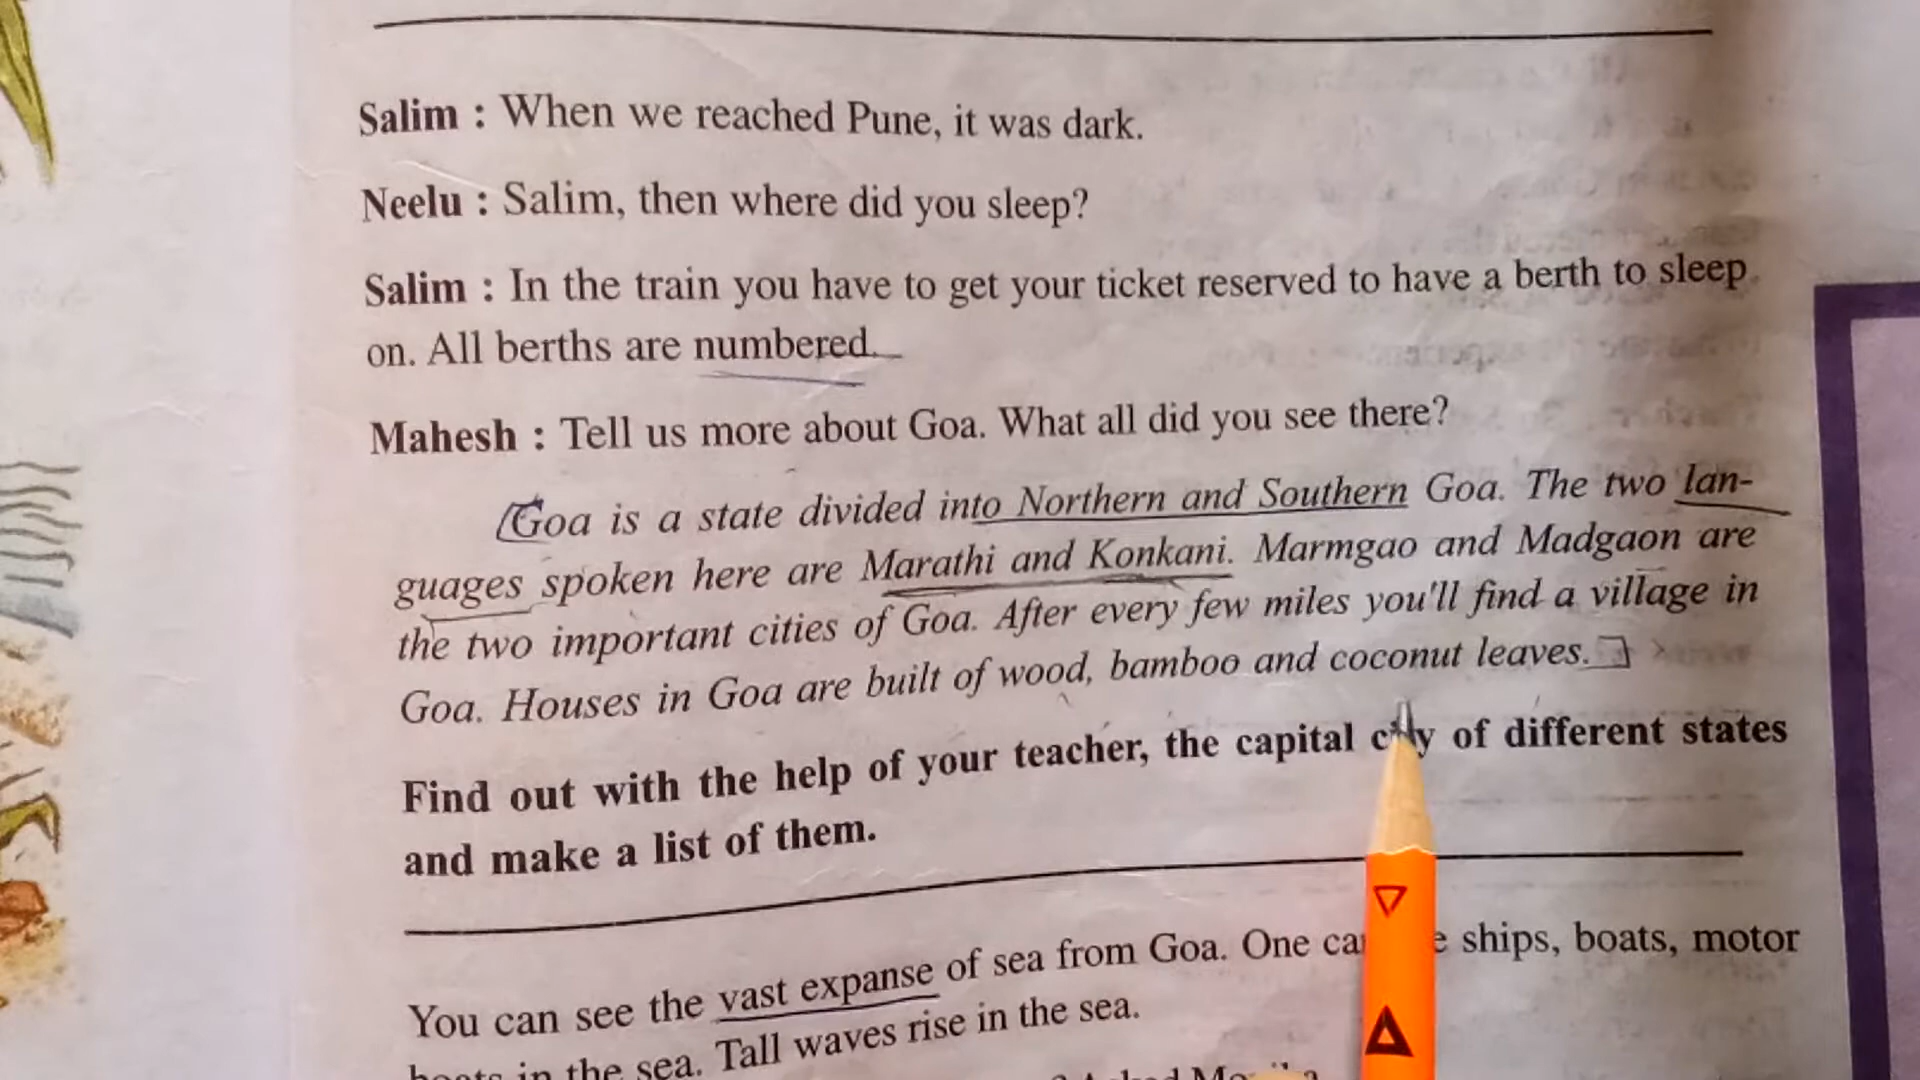 Salim : When we reached Pune, it was dark.
Neelu : Salim, then where did you sleep?
Salim : In the train you have to get your ticket reserved to have a berth to sleep
on. All berths are numbered.
Mahesh : Tell us more about Goa. What all did you see there?
Goa is a state divided into Northern and Southern Goa. The two lan-
guages spoken here are Marathi and Konkani. Marmgao and Madgaon are
the two important cities of Goa. After every few miles you'll find a village in
Goa. Houses in Goa are built of wood, bamboo and coconut leaves.
Find out with the help of your teacher, the capital city of different states
and make a list of them.
You can see the vast expanse of sea from Goa. One ships, boats, motor
boats in the sea. Tall waves rise in the sea.